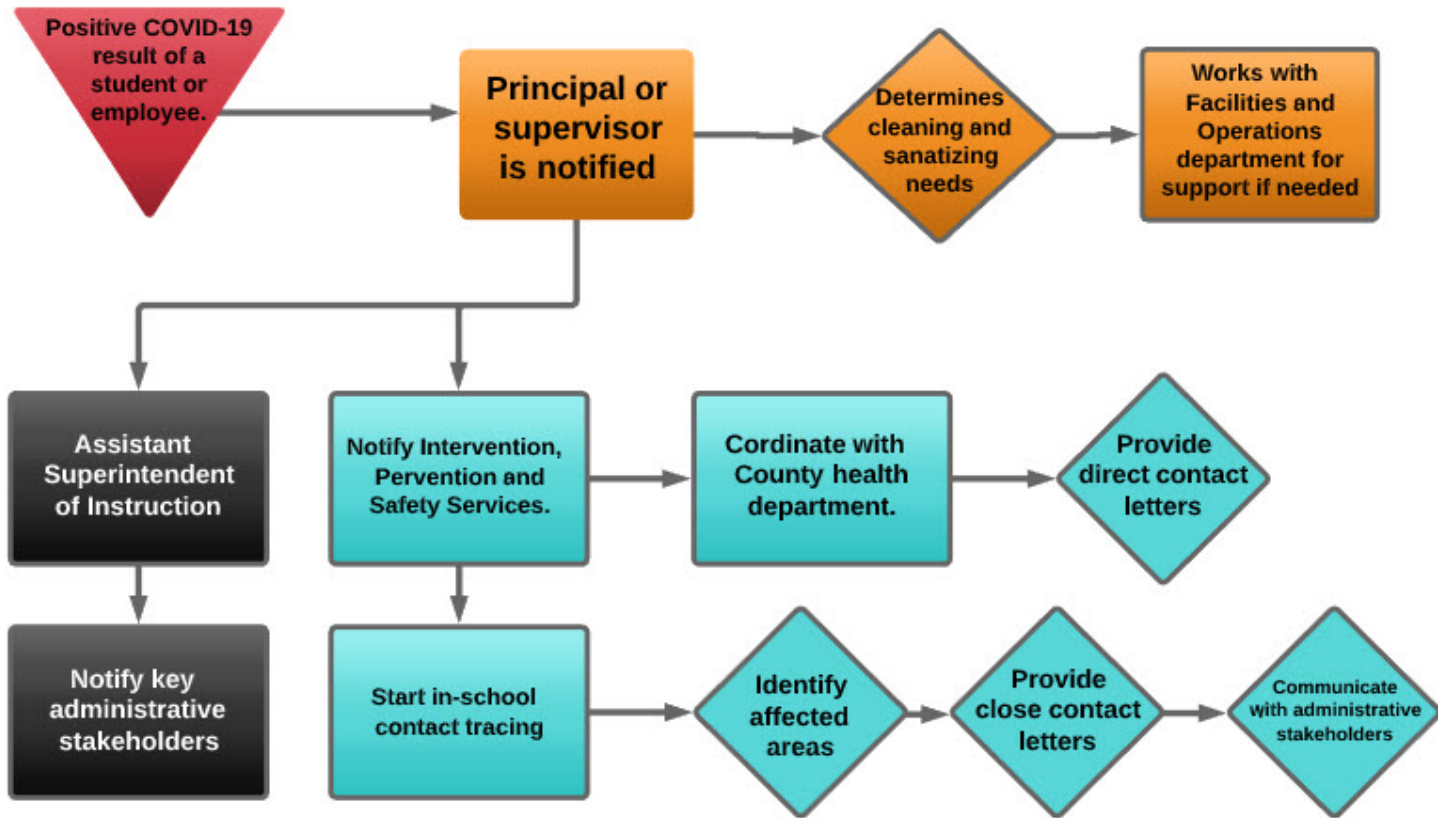 Positive COVID-19
result of a
student or
employee.
Principal or
supervisor
is notified
Determines
cleaning and
sanatizing
needs
Works with
Facilities and
Operations
department for
support if needed
Assistant
Superintendent
of Instruction
Notify Intervention,
Pervention and
Safety Services.
Cordinate with
County health
department.
Provide
direct contact
letters
Notify key
administrative
stakeholders
Start in-school
contact tracing
Identify
affected
areas
Provide
close contact
letters
Communicate
with administrative
stakeholders